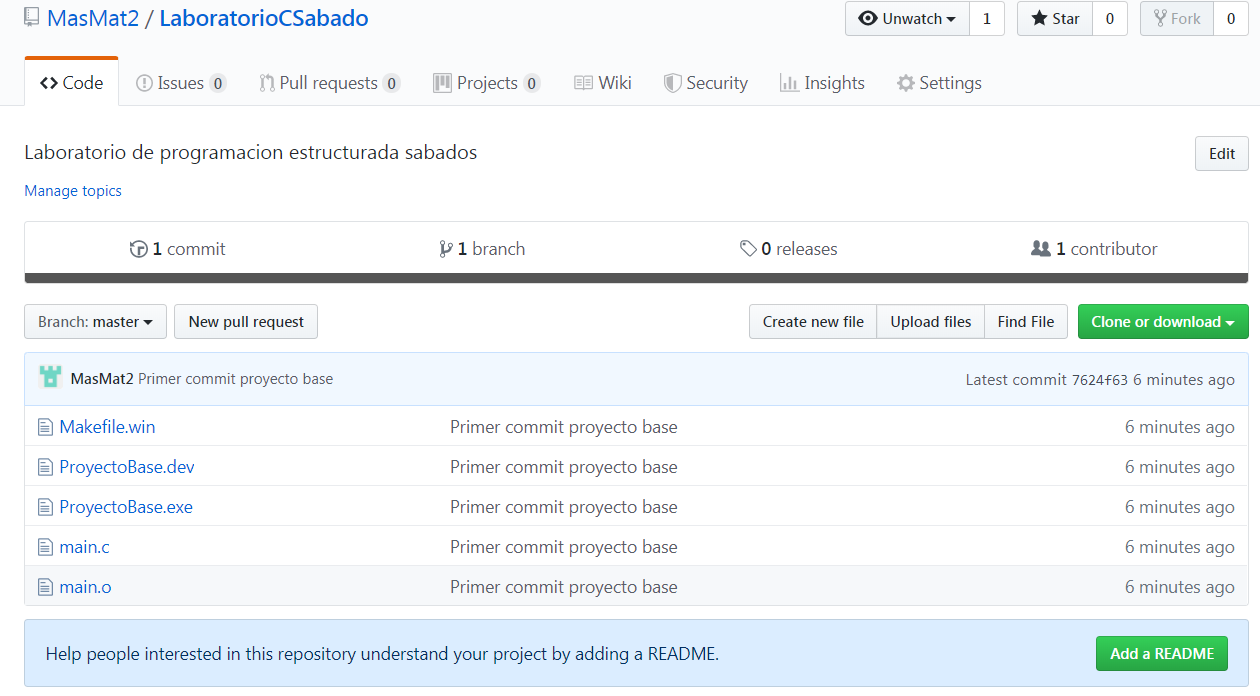 MasMat2 / LaboratorioCSabado Unwatch 1 Star 0 Fork 0
Code Issues 0 Pull requests 0 Projects 0 Wiki Security Insights Settings
Laboratorio de programacion estructurada sabados Edit
Manage topics
1 commit 1 branch 0 releases 1 contributor
Branch: master New pull request Create new file Upload files Find File Clone or download
MasMat2 Primer commit proyecto base Latest commit 7624f63 6 minutes ago
Makefile.win Primer commit proyecto base 6 minutes ago
ProyectoBase.dev Primer commit proyecto base 6 minutes ago
ProyectoBase.exe Primer commit proyecto base 6 minutes ago
main.c Primer commit proyecto base 6 minutes ago
main.o Primer commit proyecto base 6 minutes ago
Help people interested in this repository understand your project by adding a README. Add a README